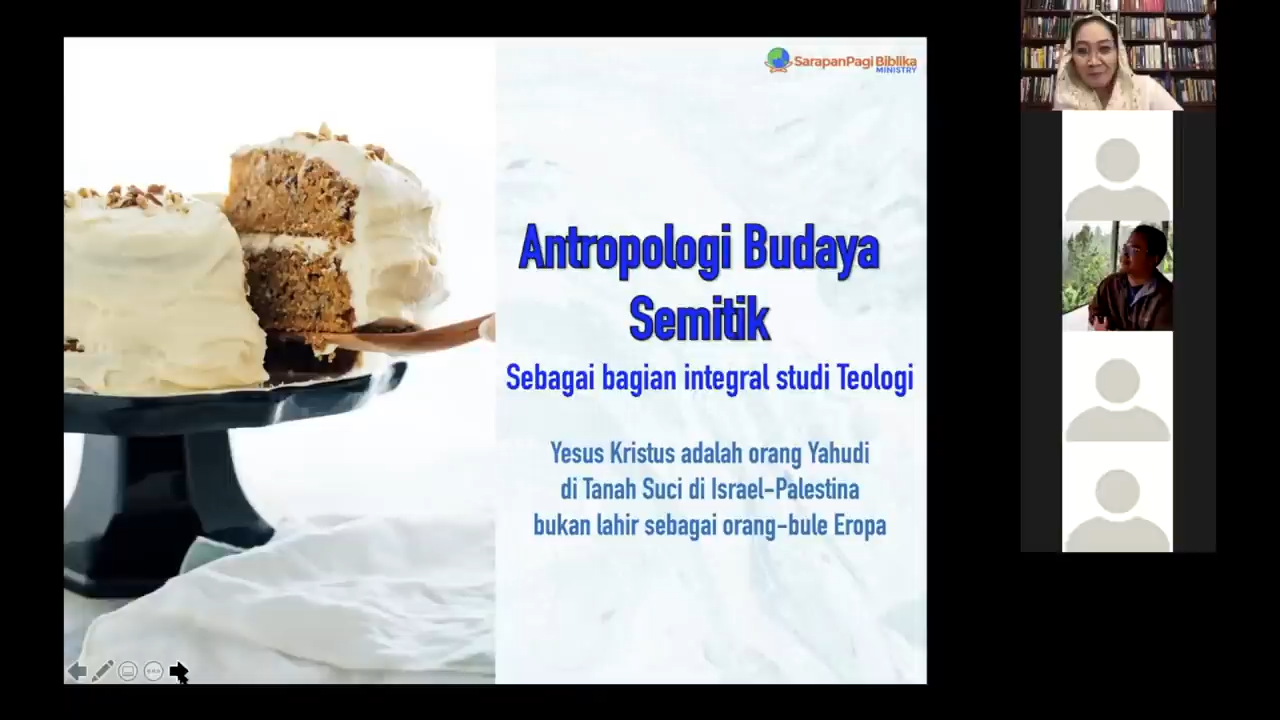 SarapanPagi Biblika
MINISTRY
Antropologi Budaya
Semitik
Sebagai bagian integral studi Teologi
Yesus Kristus adalah orang Yahudi
di Tanah Suci di Israel-Palestina
bukan lahir sebagai orang-bule Eropa